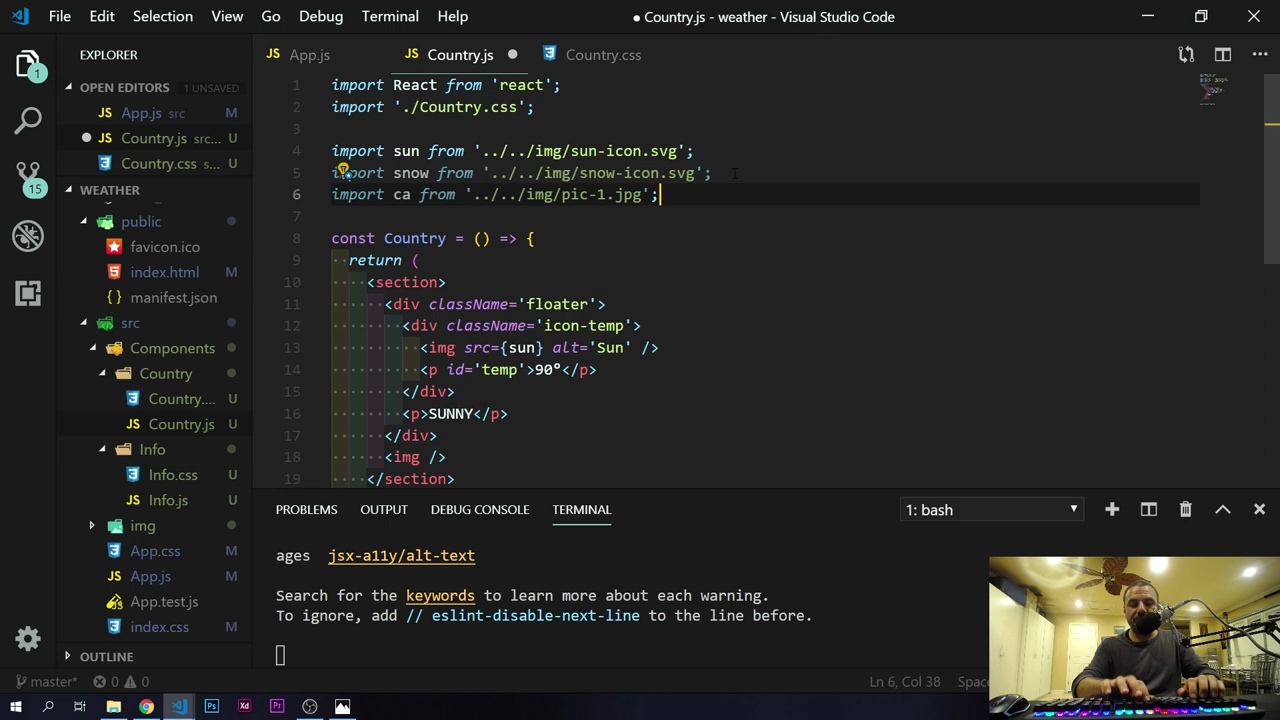 File Edit Selection View Go Debug Terminal Help
● Country.js - weather - Visual Studio Code
EXPLORER
OPEN EDITORS 1 UNSAVED
App.js src M
Country.js src... U
Country.css s... U
WEATHER
public
favicon.ico
index.html M
manifest.json
src
Components
Country
Country.... U
Country.js U
Info
Info.css U
Info.js U
img
App.css M
App.js M
App.test.js
index.css M
OUTLINE
1
15
JS App.js
JS Country.js
Country.css
1 import React from 'react';
2 import './Country.css';
3
4 import sun from '../../img/sun-icon.svg';
5 import snow from '../../img/snow-icon.svg';
6 import ca from '../../img/pic-1.jpg';
7
8 const Country = () => {
9 return (
10 <section>
11 <div className='floater'>
12 <div className='icon-temp'>
13 <img src={sun} alt='Sun' />
14 <p id='temp'>90°</p>
15 </div>
16 <p>SUNNY</p>
17 </div>
18 <img />
19 </section>
PROBLEMS OUTPUT DEBUG CONSOLE TERMINAL
1: bash
ages jsx-a11y/alt-text
Search for the keywords to learn more about each warning.
To ignore, add // eslint-disable-next-line to the line before.
master* 0 0
Ln 6, Col 38 Spac
Ps Xd Pr